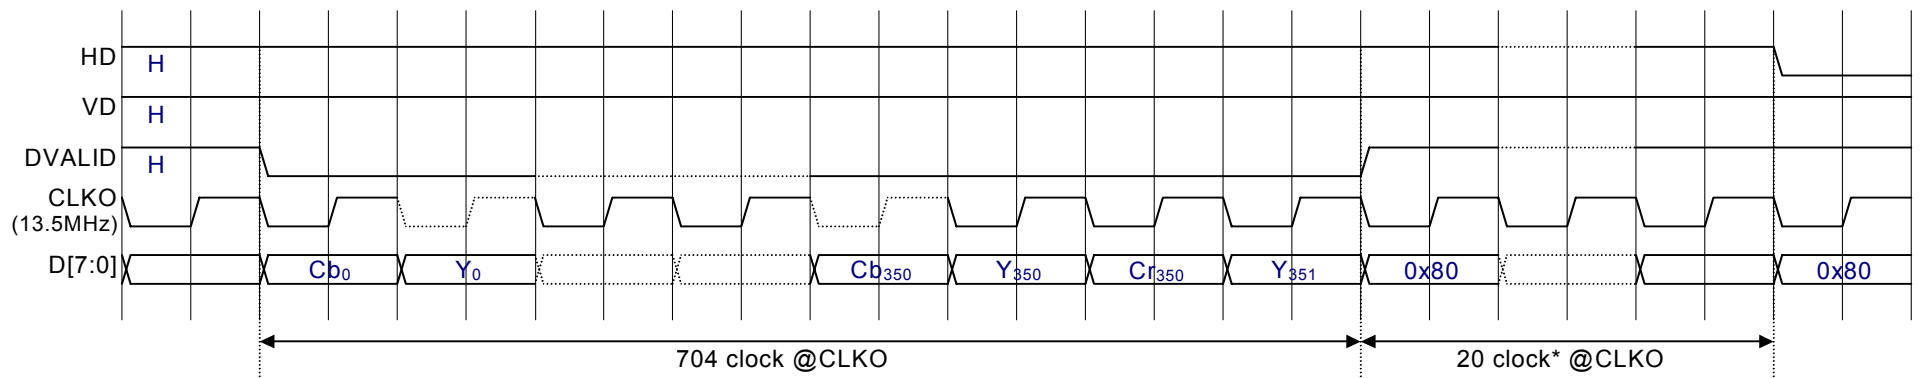 HD H
VD H
DVALID H
CLKO
(13.5MHz)
D[7:0] Cb0 Y0 Cb350 Y350 Cr350 Y351 0x80 0x80
704 clock @CLKO 20 clock* @CLKO